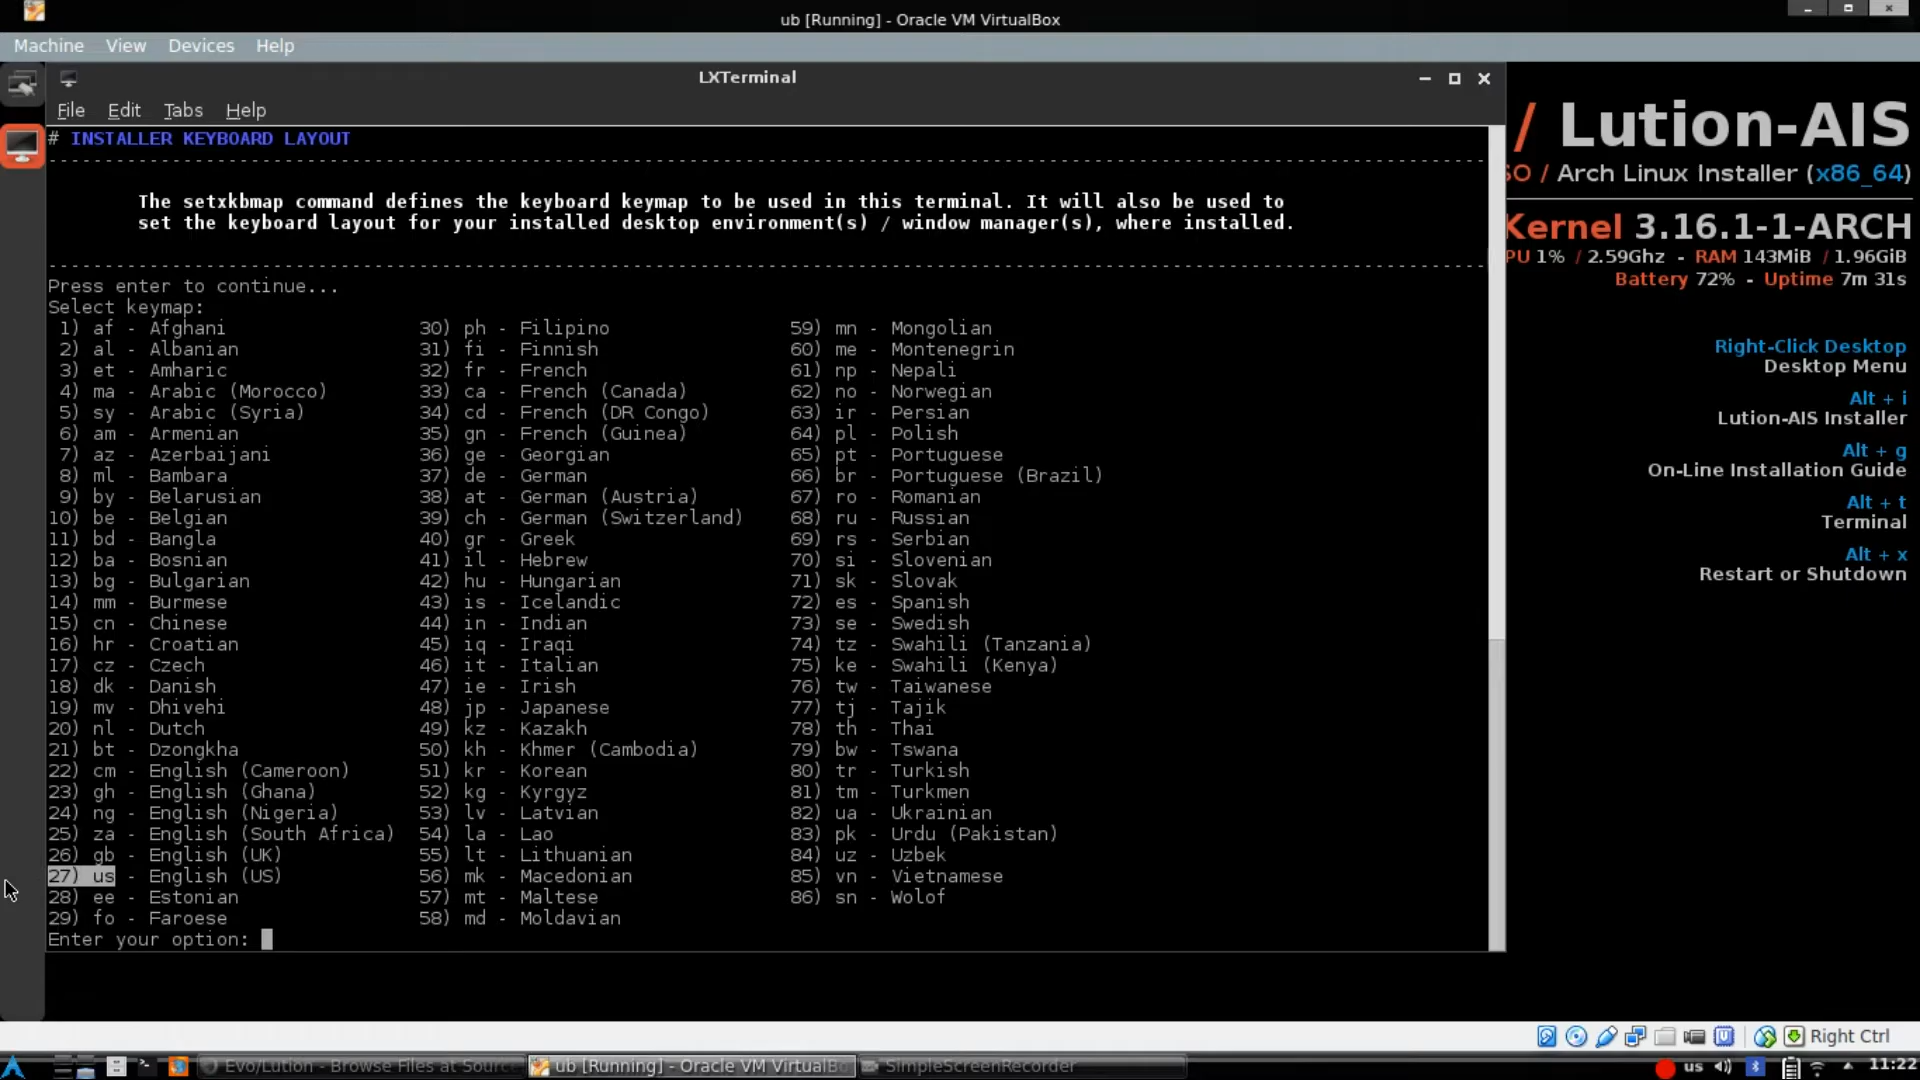 ub [Running] - Oracle VM VirtualBox
Machine View Devices Help
LXTerminal
File Edit Tabs Help
# INSTALLER KEYBOARD LAYOUT
The setxkbmap command defines the keyboard keymap to be used in this terminal. It will also be used to
set the keyboard layout for your installed desktop environment(s) / window manager(s), where installed.
Press enter to continue...
Select keymap:
1) af - Afghani 30) ph - Filipino 59) mn - Mongolian
2) al - Albanian 31) fi - Finnish 60) me - Montenegrin
3) et - Amharic 32) fr - French 61) np - Nepali
4) ma - Arabic (Morocco) 33) ca - French (Canada) 62) no - Norwegian
5) sy - Arabic (Syria) 34) cd - French (DR Congo) 63) ir - Persian
6) am - Armenian 35) gn - French (Guinea) 64) pl - Polish
7) az - Azerbaijani 36) ge - Georgian 65) pt - Portuguese
8) ml - Bambara 37) de - German 66) br - Portuguese (Brazil)
9) by - Belarusian 38) at - German (Austria) 67) ro - Romanian
10) be - Belgian 39) ch - German (Switzerland) 68) ru - Russian
11) bd - Bangla 40) gr - Greek 69) rs - Serbian
12) ba - Bosnian 41) il - Hebrew 70) si - Slovenian
13) bg - Bulgarian 42) hu - Hungarian 71) sk - Slovak
14) mm - Burmese 43) is - Icelandic 72) es - Spanish
15) cn - Chinese 44) in - Indian 73) se - Swedish
16) hr - Croatian 45) iq - Iraqi 74) tz - Swahili (Tanzania)
17) cz - Czech 46) it - Italian 75) ke - Swahili (Kenya)
18) dk - Danish 47) ie - Irish 76) tw - Taiwanese
19) mv - Dhivehi 48) jp - Japanese 77) tj - Tajik
20) nl - Dutch 49) kz - Kazakh 78) th - Thai
21) bt - Dzongkha 50) kh - Khmer (Cambodia) 79) bw - Tswana
22) cm - English (Cameroon) 51) kr - Korean 80) tr - Turkish
23) gh - English (Ghana) 52) kg - Kyrgyz 81) tm - Turkmen
24) ng - English (Nigeria) 53) lv - Latvian 82) ua - Ukrainian
25) za - English (South Africa) 54) la - Lao 83) pk - Urdu (Pakistan)
26) gb - English (UK) 55) lt - Lithuanian 84) uz - Uzbek
27) us - English (US) 56) mk - Macedonian 85) vn - Vietnamese
28) ee - Estonian 57) mt - Maltese 86) sn - Wolof
29) fo - Faroese 58) md - Moldavian
Enter your option:
/ Lution-AIS
SO / Arch Linux Installer (x86_64)
Kernel 3.16.1-1-ARCH
PU 1% / 2.59Ghz - RAM 143MiB / 1.96GiB
Battery 72% - Uptime 7m 31s
Right-Click Desktop
Desktop Menu
Alt + i
Lution-AIS Installer
Alt + g
On-Line Installation Guide
Alt + t
Terminal
Alt + x
Restart or Shutdown
Right Ctrl
Evo/Lution - Browse Files at Sourc
ub [Running] - Oracle VM VirtualBo
SimpleScreenRecorder
us
11:22